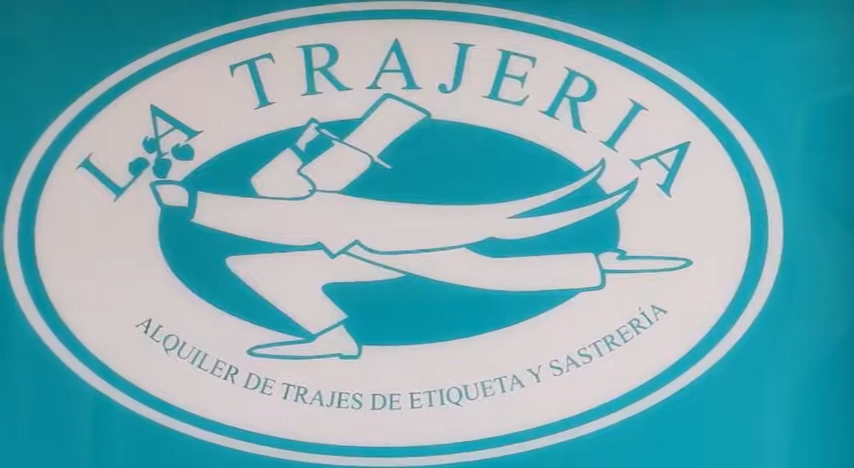 LA TRAJERIA
ALQUILER DE TRAJES DE ETIQUETA Y SASTRERÍA